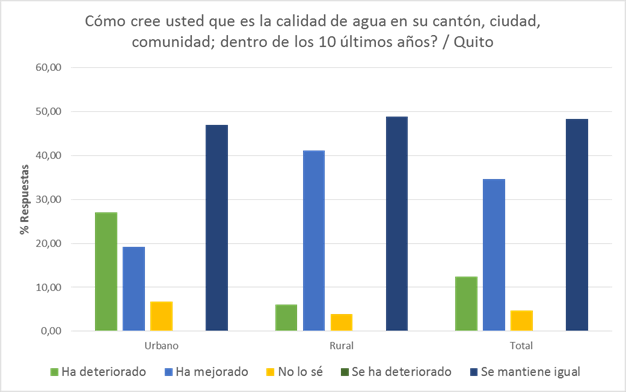 Cómo cree usted que es la calidad de agua en su cantón, ciudad,
comunidad; dentro de los 10 últimos años? / Quito
60,00
50,00
40,00
30,00
20,00
10,00
0,00
% Respuestas
Urbano
Rural
Total
Ha deteriorado
Ha mejorado
No lo sé
Se ha deteriorado
Se mantiene igual